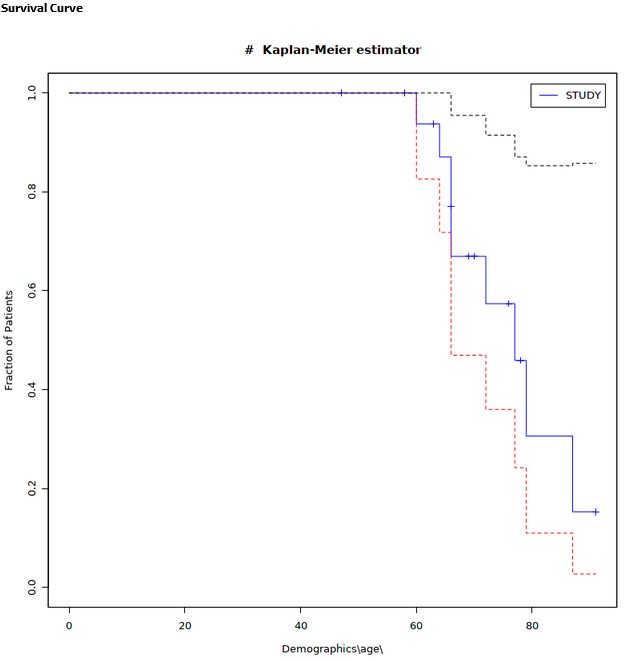 Survival Curve
# Kaplan-Meier estimator
STUDY
Fraction of Patients
1.0
0.8
0.6
0.4
0.2
0.0
0 20 40 60 80
Demographics\age\